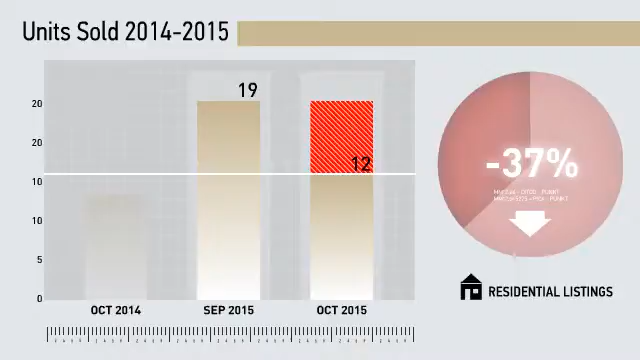 Units Sold 2014-2015
20
20
10
10
5
0
19
12
OCT 2014
SEP 2015
OCT 2015
-37%
RESIDENTIAL LISTINGS